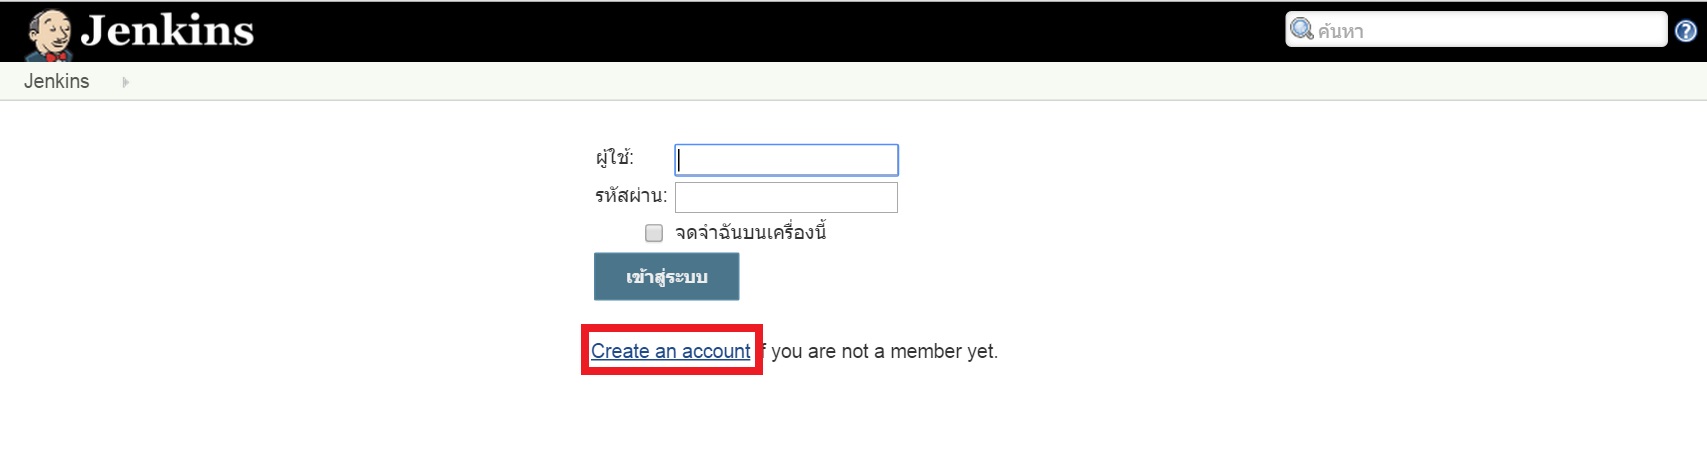 Jenkins
ค้นหา
Jenkins
ผู้ใช้:
รหัสผ่าน:
จดจำฉันบนเครื่องนี้
เข้าสู่ระบบ
Create an account if you are not a member yet.